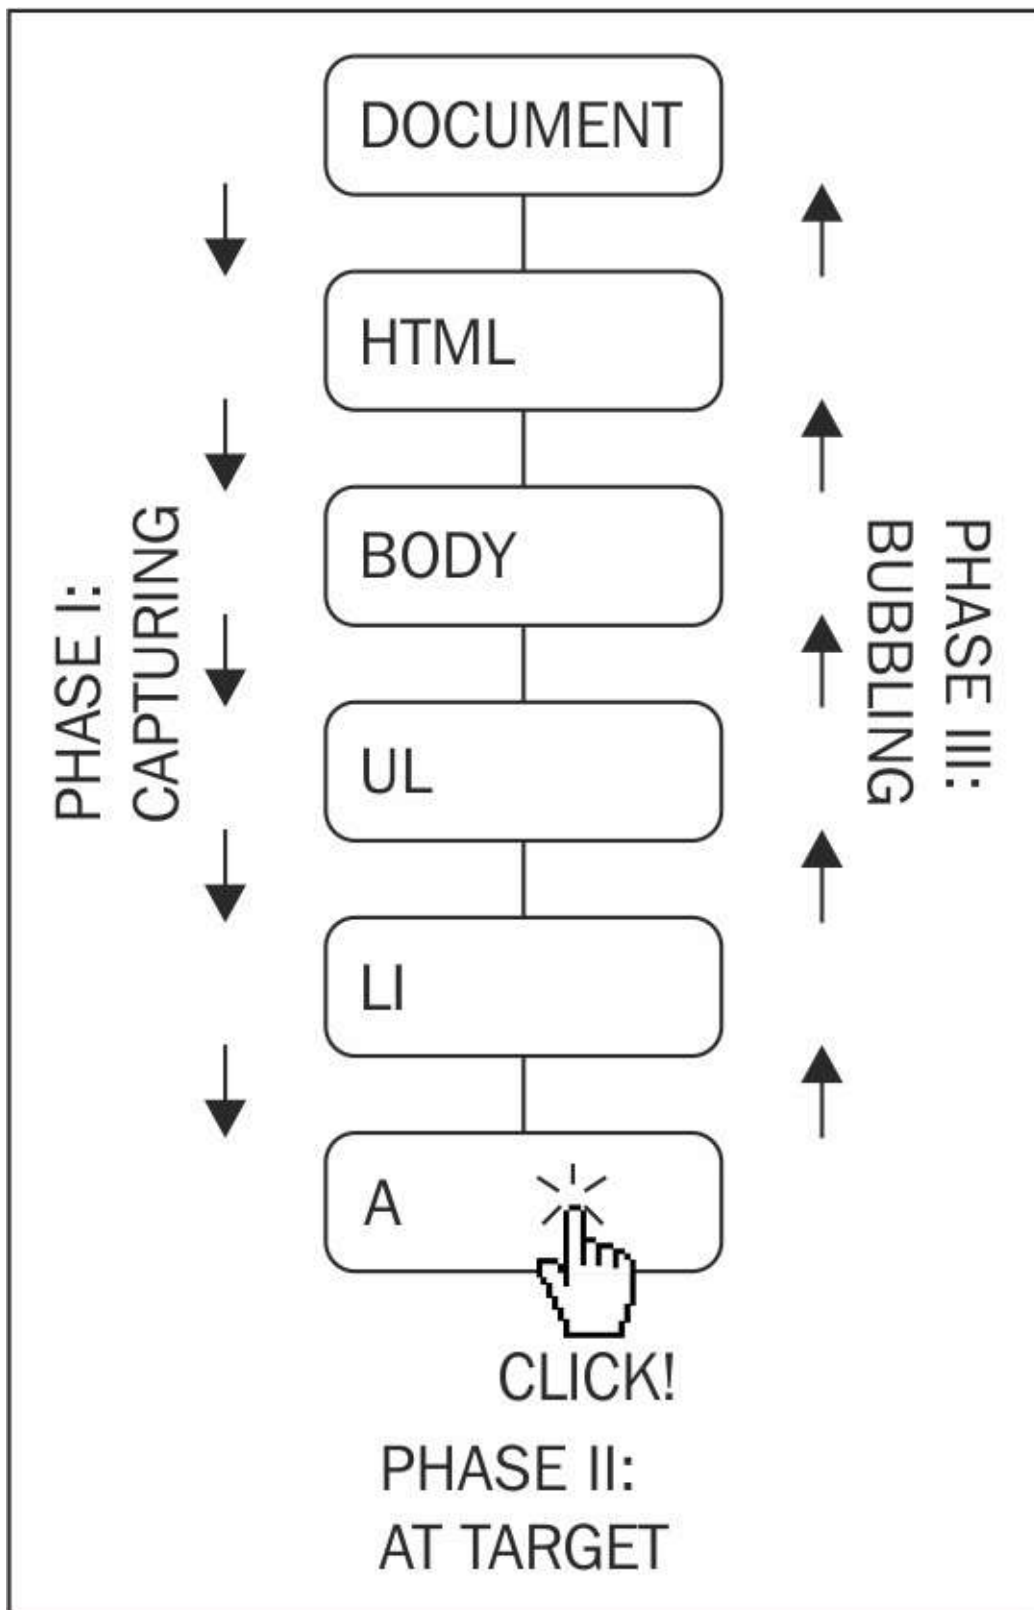 DOCUMENT
HTML
BODY
UL
LI
A
PHASE I:
CAPTURING
PHASE III:
BUBBLING
CLICK!
PHASE II:
AT TARGET